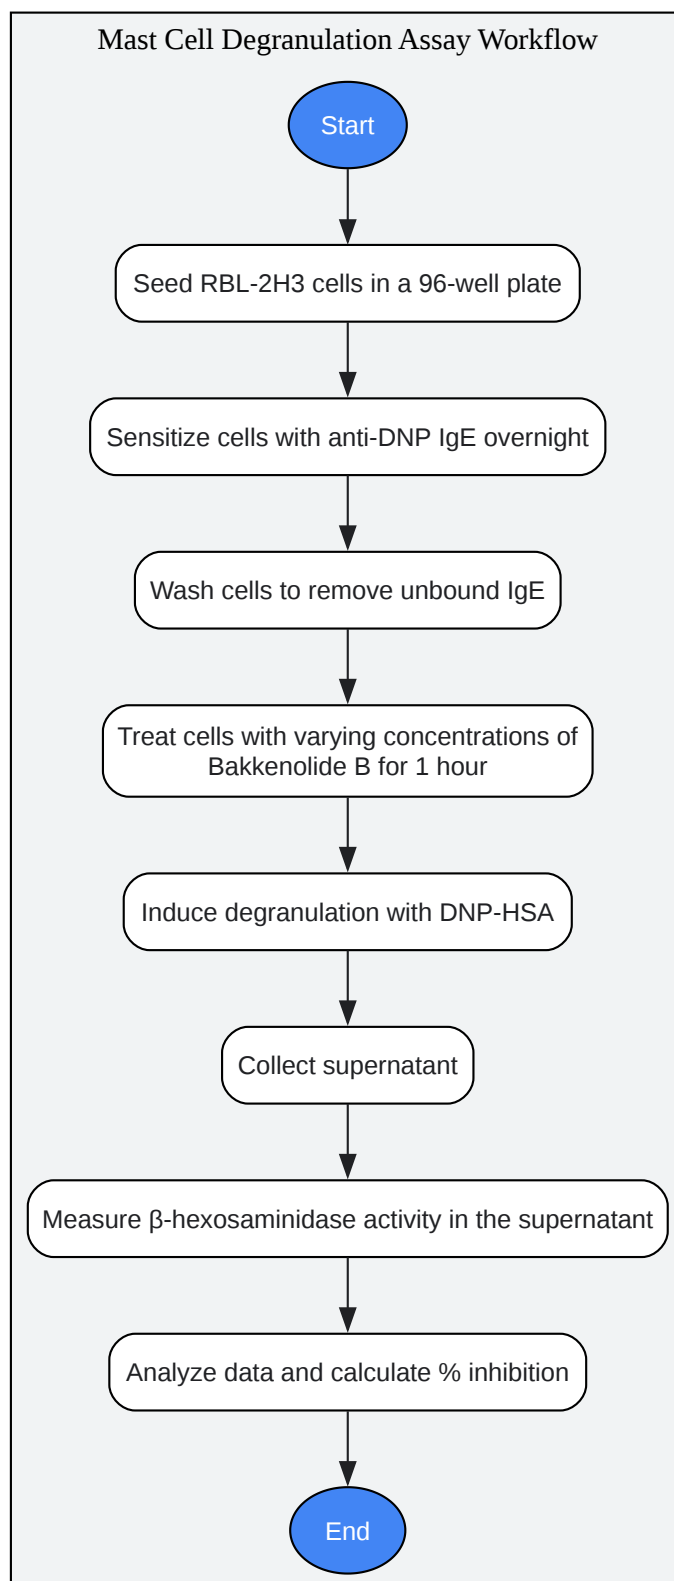 Mast Cell Degranulation Assay Workflow
Start
Seed RBL-2H3 cells in a 96-well plate
Sensitize cells with anti-DNP IgE overnight
Wash cells to remove unbound IgE
Treat cells with varying concentrations of
Bakkenolide B for 1 hour
Induce degranulation with DNP-HSA
Collect supernatant
Measure β-hexosaminidase activity in the supernatant
Analyze data and calculate % inhibition
End